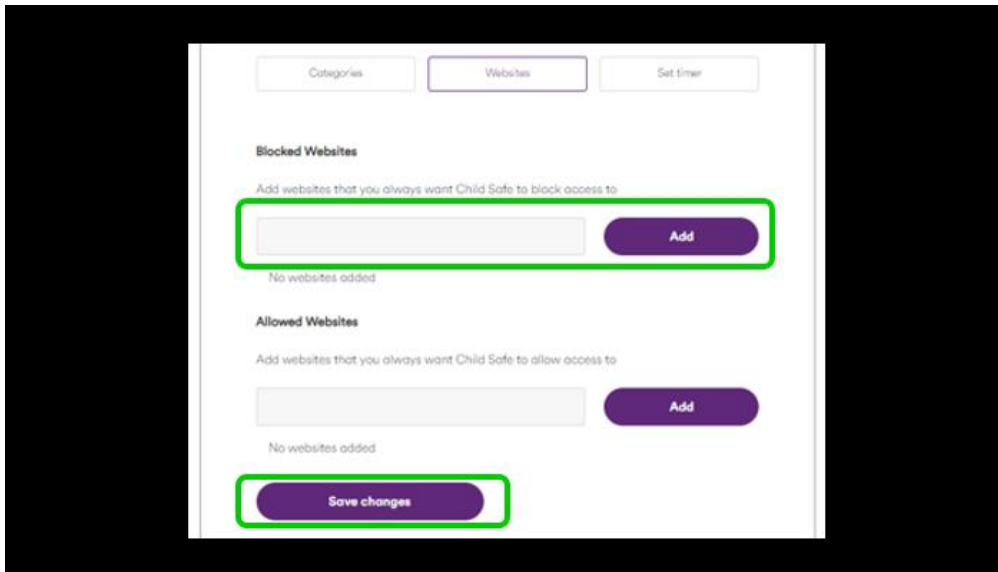 Categories Websites Set timer
Blocked Websites
Add websites that you always want Child Safe to block access to
Add
No websites added
Allowed Websites
Add websites that you always want Child Safe to allow access to
Add
No websites added
Save changes